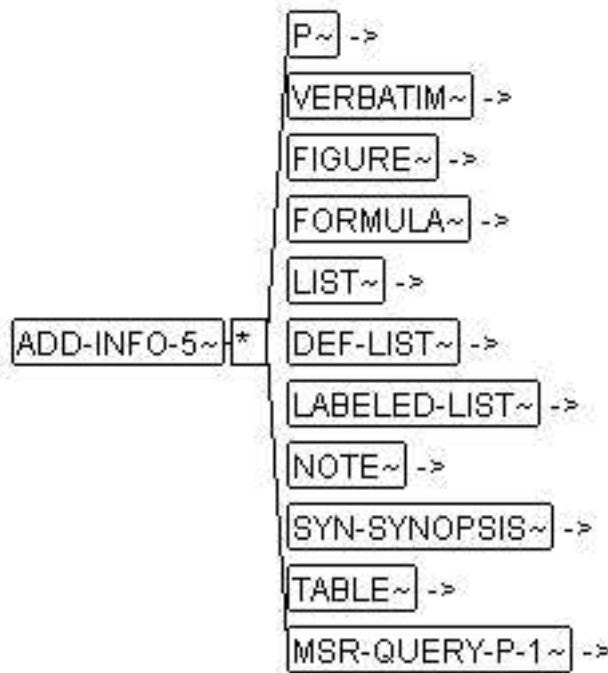 P~ ->
VERBATIM~ ->
FIGURE~ ->
FORMULA~ ->
LIST~ ->
ADD-INFO-5~ * DEF-LIST~ ->
LABELED-LIST~ ->
NOTE~ ->
SYN-SYNOPSIS~ ->
TABLE~ ->
MSR-QUERY-P-1~ ->